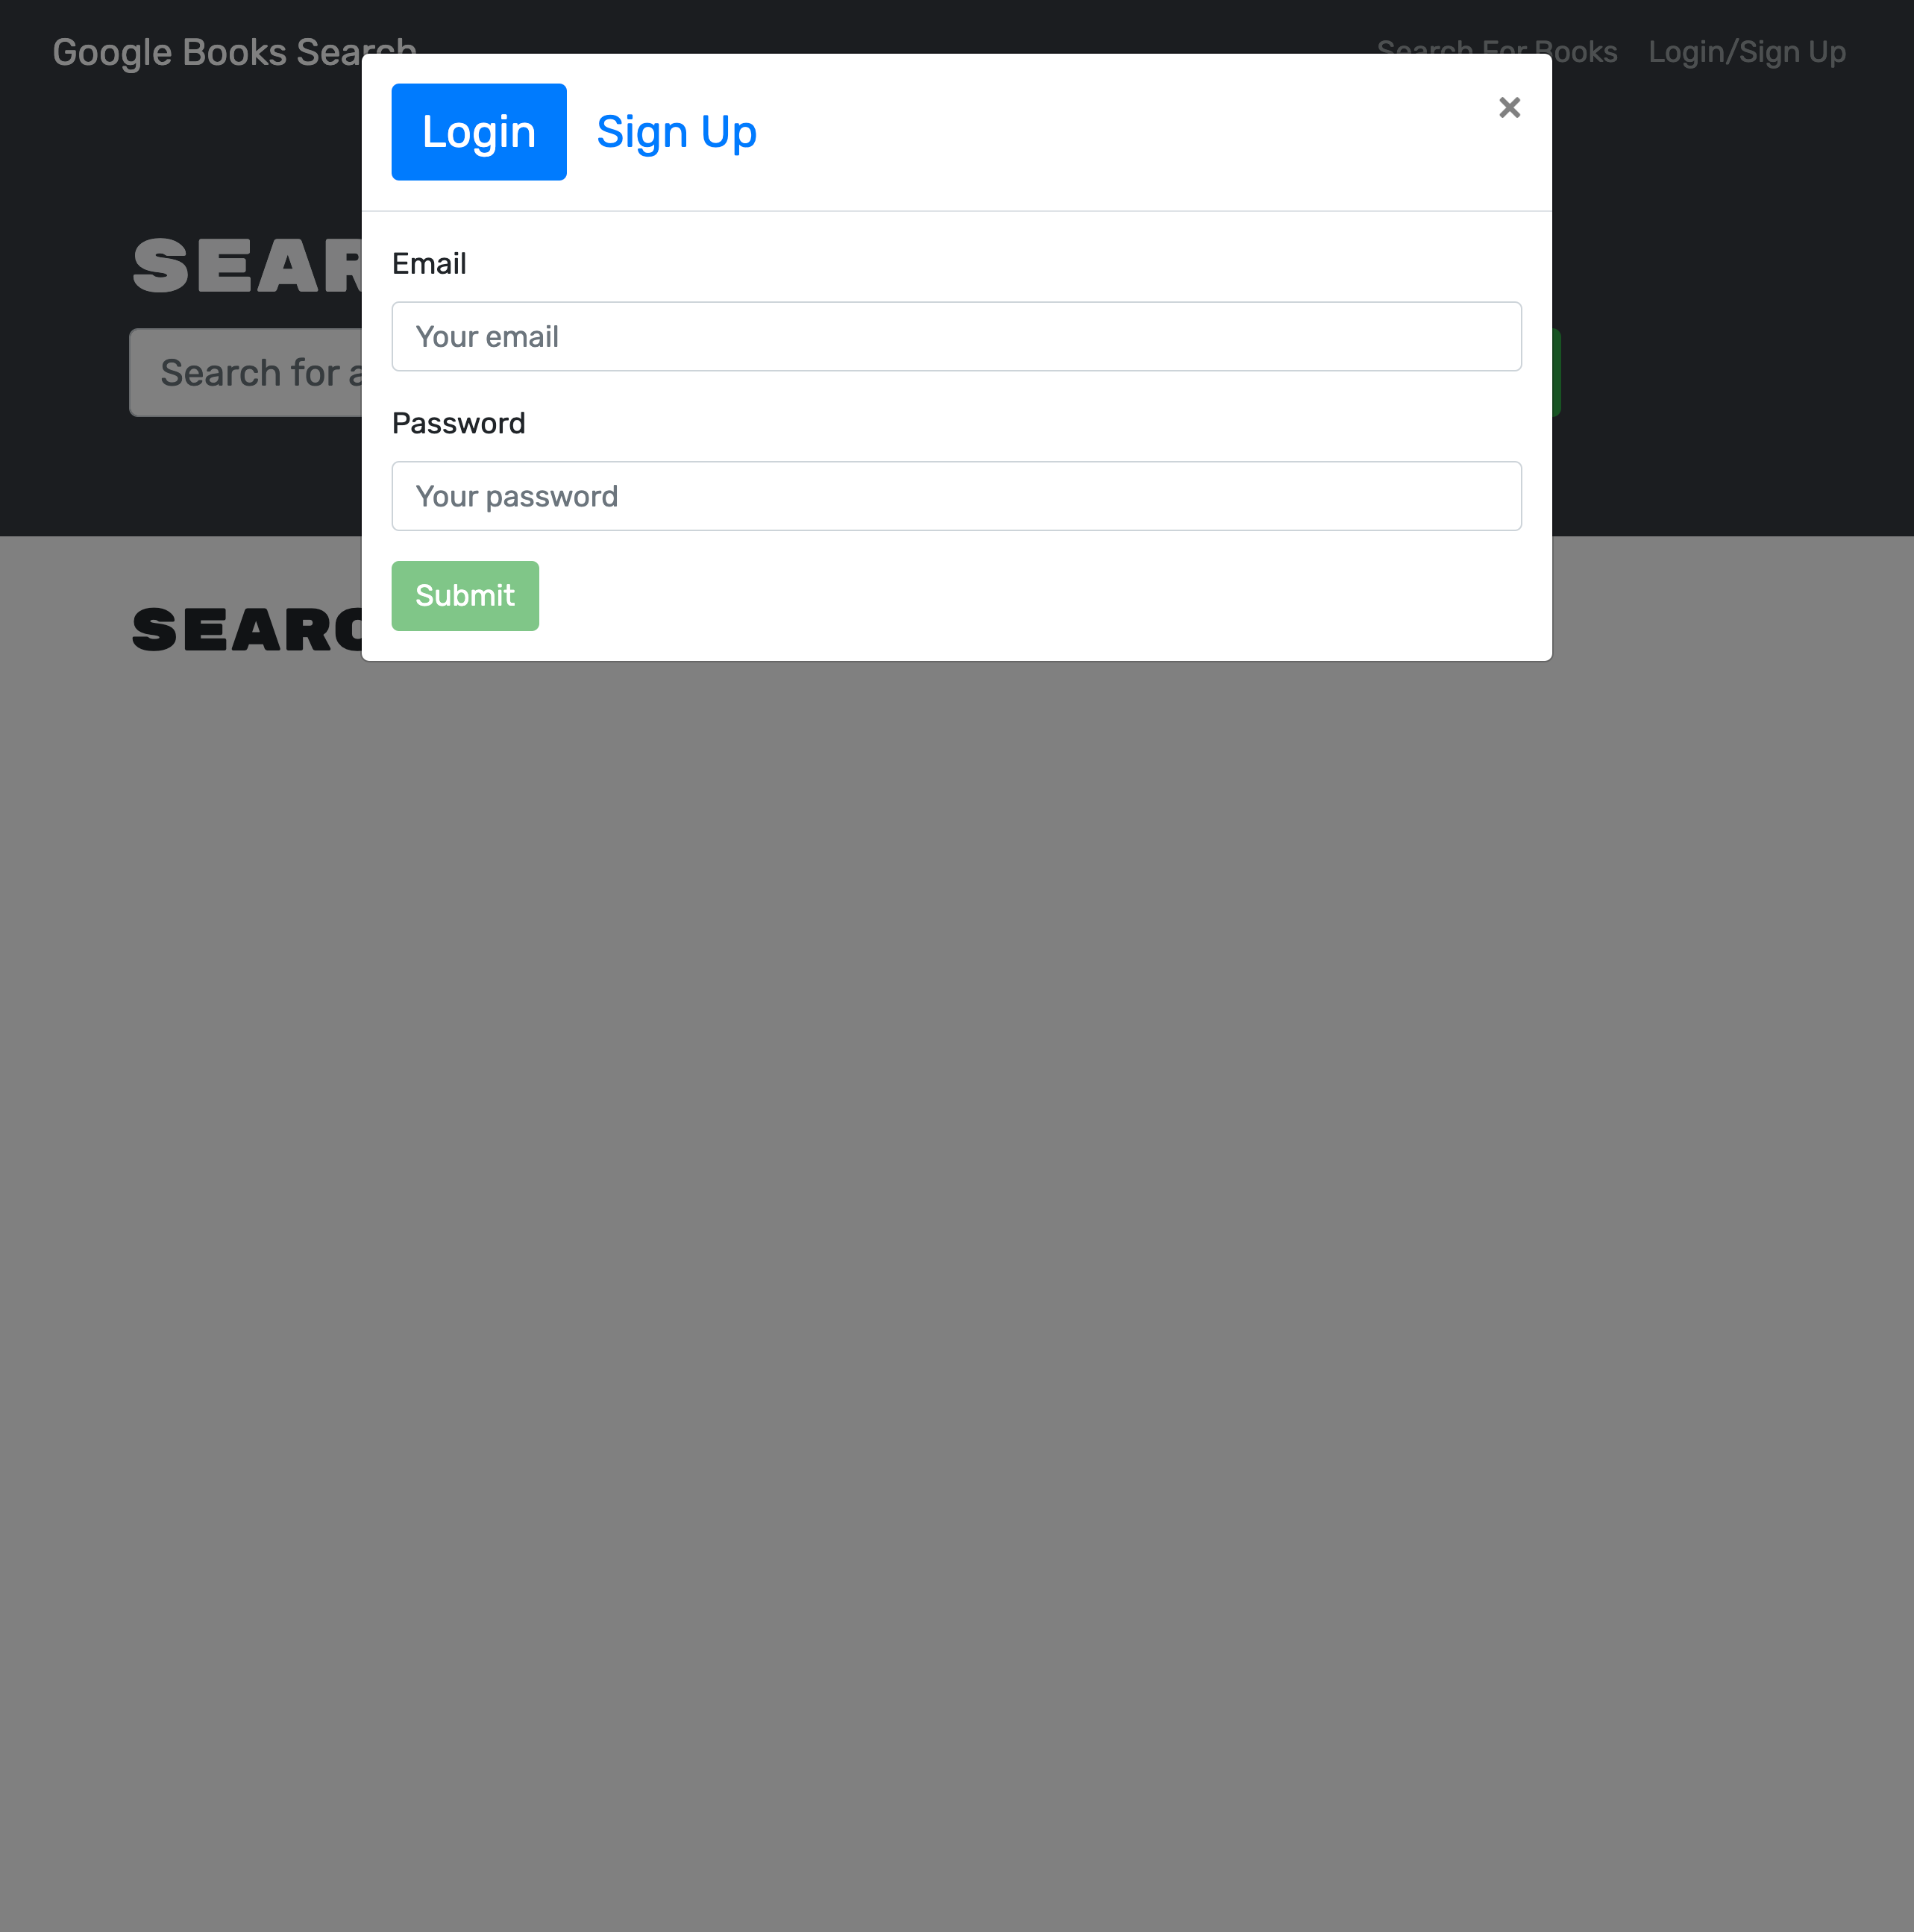 Google Books Search
Search For Books Login/Sign Up
Login Sign Up ×
Email
Your email
Password
Your password
Submit
SEAR
Search for a
SEARC